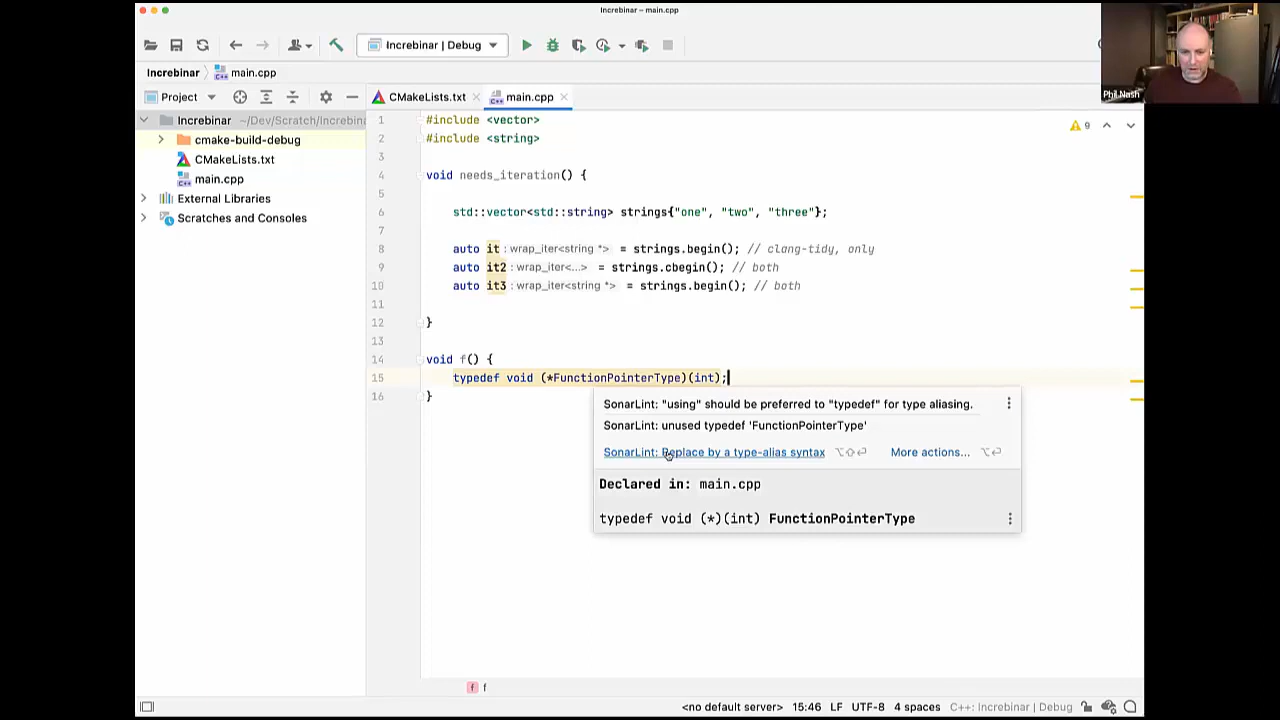 Increbinar – main.cpp
Increbinar | Debug
Phil Nash
Increbinar
main.cpp
Project
CMakeLists.txt
main.cpp
Increbinar ~/Dev/Scratch/Increbina
cmake-build-debug
CMakeLists.txt
main.cpp
External Libraries
Scratches and Consoles
9
1 #include <vector>
2 #include <string>
3
4 void needs_iteration() {
5
6 std::vector<std::string> strings{"one", "two", "three"};
7
8 auto it : wrap_iter<string *> = strings.begin(); // clang-tidy, only
9 auto it2 : wrap_iter<...> = strings.cbegin(); // both
10 auto it3 : wrap_iter<string *> = strings.begin(); // both
11
12 }
13
14 void f() {
15 typedef void (*FunctionPointerType)(int);
16 }
SonarLint: "using" should be preferred to "typedef" for type aliasing.
SonarLint: unused typedef 'FunctionPointerType'
SonarLint: Replace by a type-alias syntax ⌥⇧⏎ More actions... ⌥⏎
Declared in: main.cpp
typedef void (*)(int) FunctionPointerType
f f
<no default server> 15:46 LF UTF-8 4 spaces C++: Increbinar | Debug